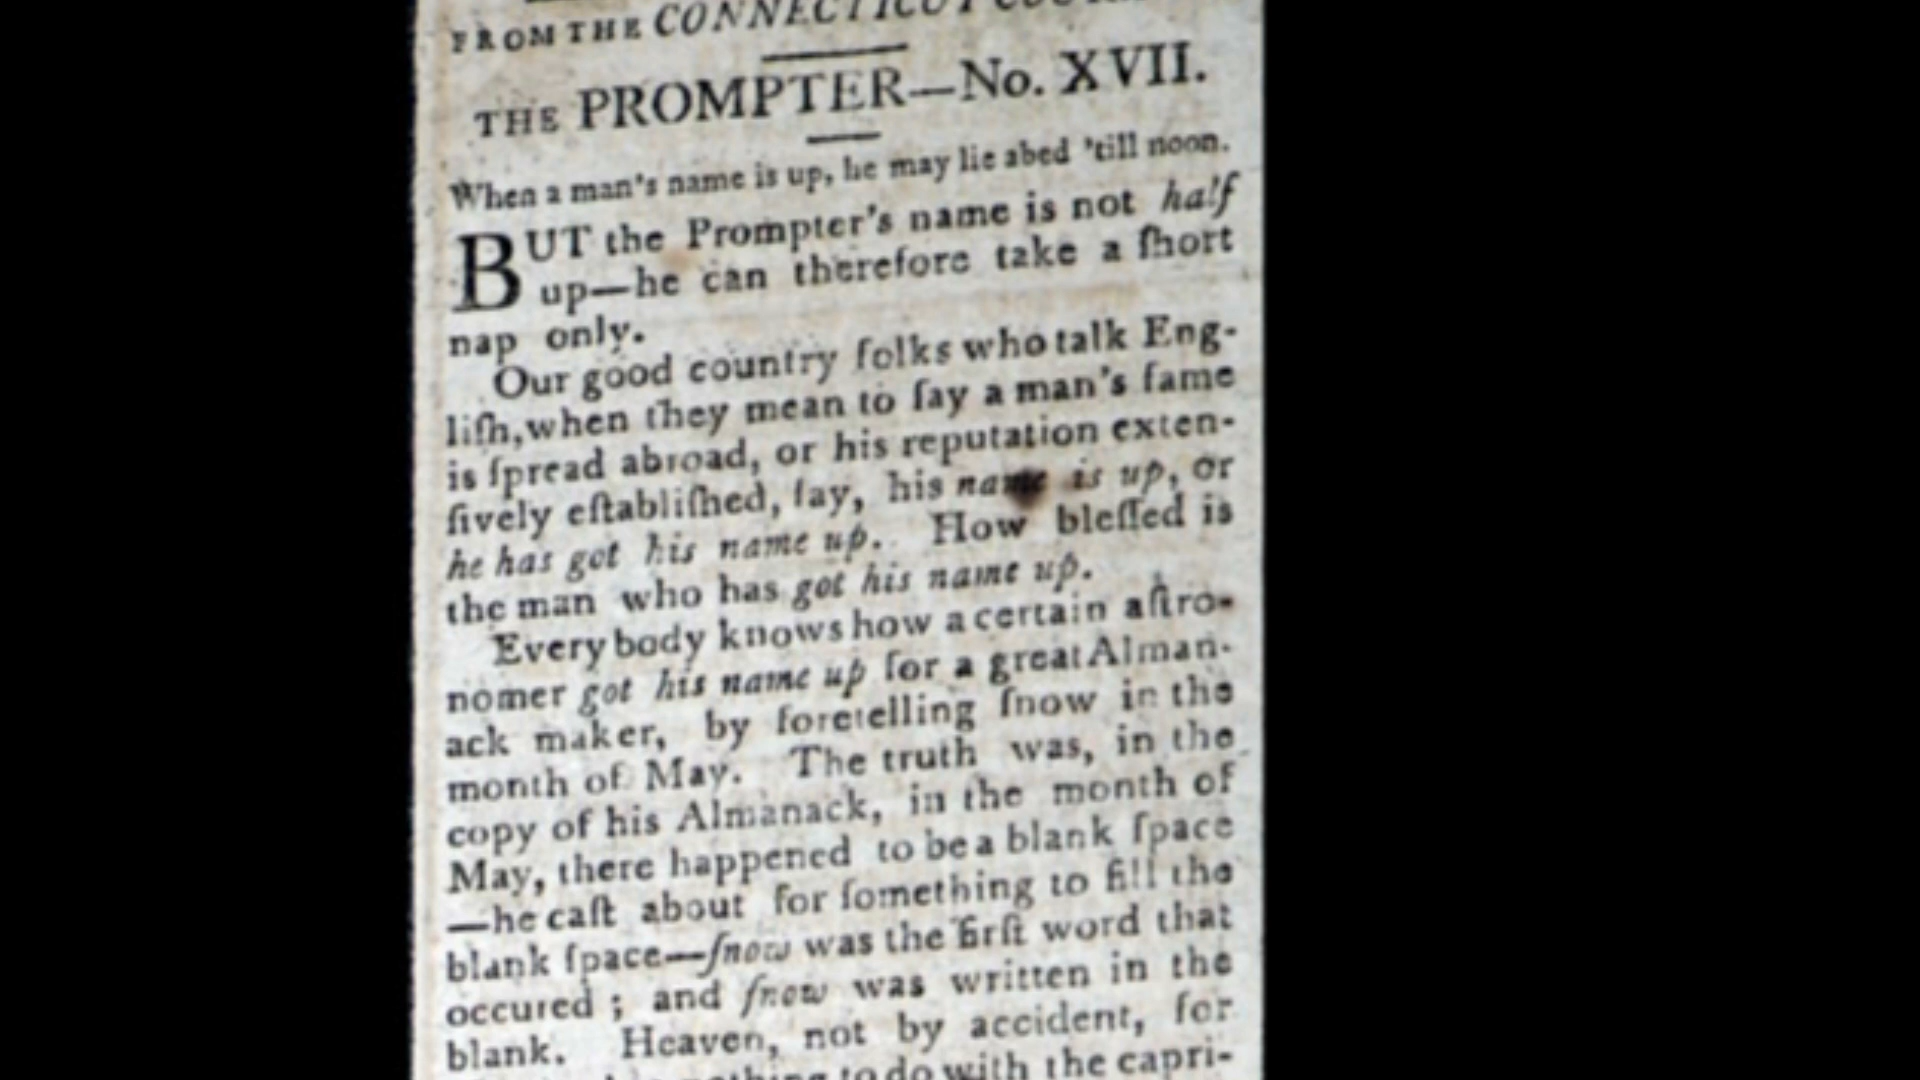 FROM THE CONNECTICUT
THE PROMPTER—No. XVII.
When a man's name is up, he may lie abed 'till noon.
BUT the Prompter's name is not half
up—he can therefore take a ſhort
nap only.
Our good country folks who talk Eng-
liſh, when they mean to ſay a man's fame
is ſpread abroad, or his reputation exten-
ſively eſtabliſhed, ſay, his name is up, or
he has got his name up. How bleſſed is
the man who has got his name up.
Every body knows how a certain aſtro-
nomer got his name up for a great Alman-
ack maker, by foretelling ſnow in the
month of May. The truth was, in the
copy of his Almanack, in the month of
May, there happened to be a blank ſpace
—he caſt about for ſomething to fill the
blank ſpace—ſnow was the firſt word that
occured ; and ſnow was written in the
blank. Heaven, not by accident, for
nothing to do with the capri-